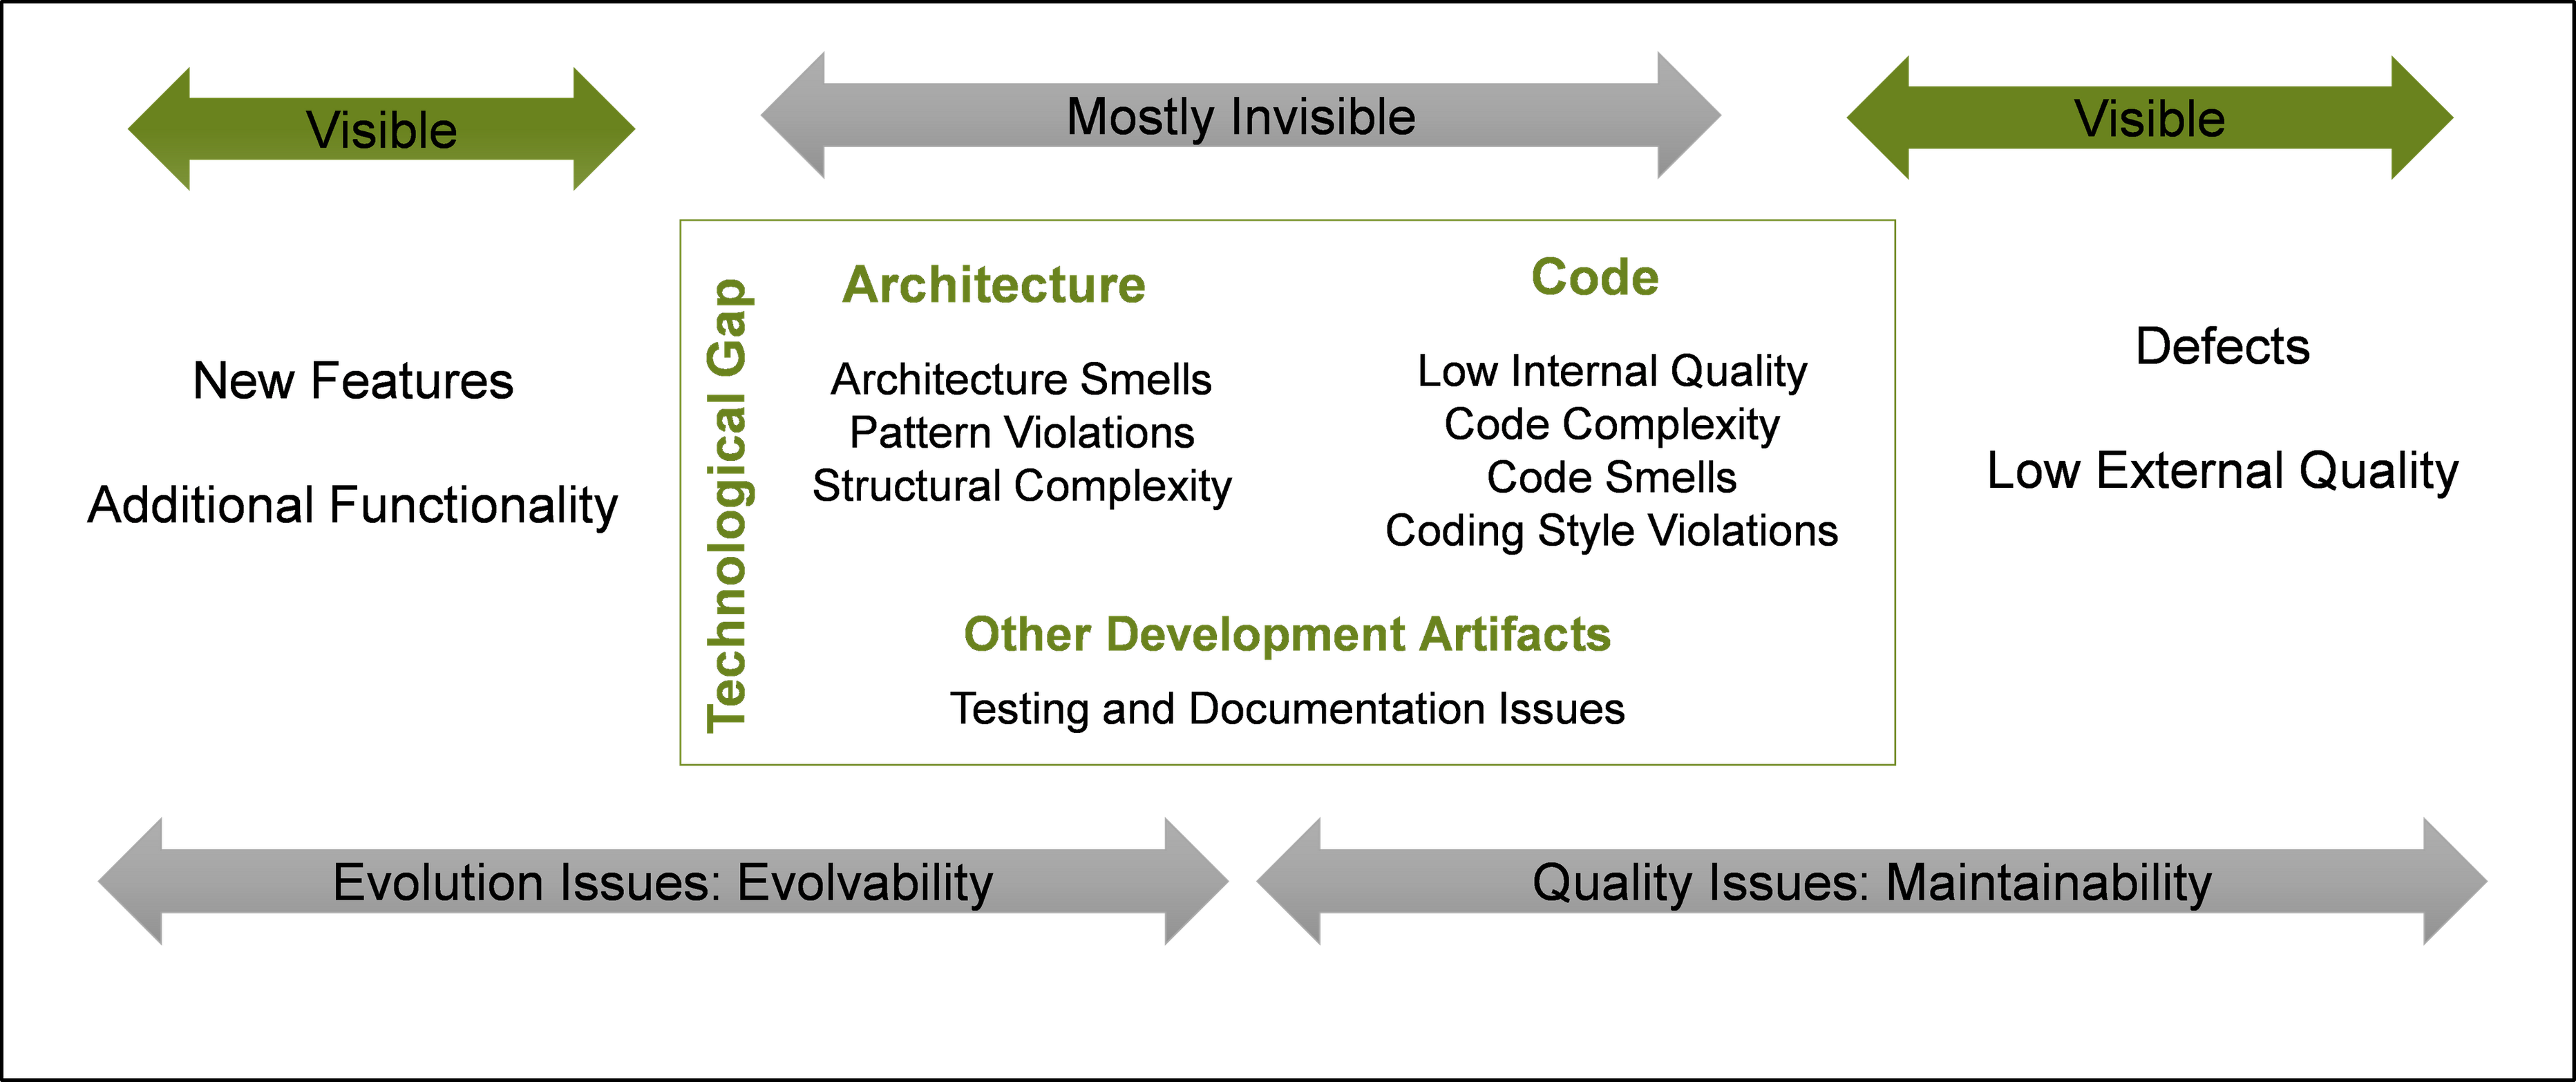 Visible
Mostly Invisible
Visible
New Features
Additional Functionality
Technological Gap
Architecture
Architecture Smells
Pattern Violations
Structural Complexity
Code
Low Internal Quality
Code Complexity
Code Smells
Coding Style Violations
Other Development Artifacts
Testing and Documentation Issues
Defects
Low External Quality
Evolution Issues: Evolvability
Quality Issues: Maintainability